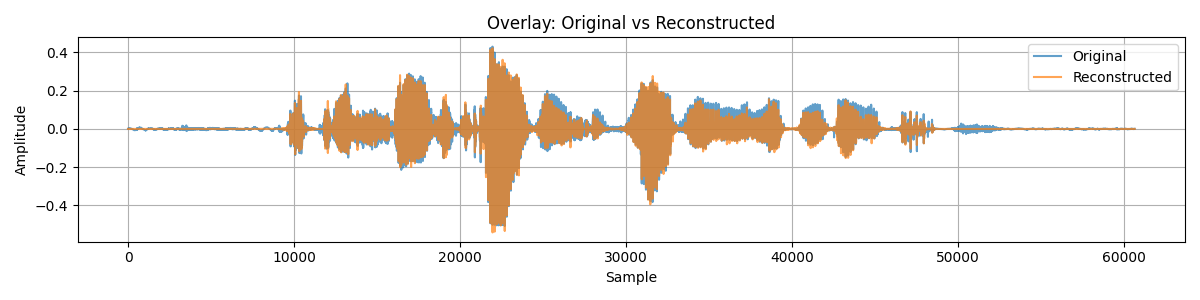 Overlay: Original vs Reconstructed
Original
Reconstructed
Amplitude
0.4
0.2
0.0
−0.2
−0.4
0 10000 20000 30000 40000 50000 60000
Sample